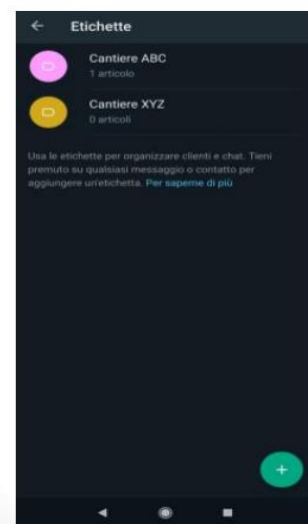 Etichette
Cantiere ABC
1 articolo
Cantiere XYZ
0 articoli
Usa le etichette per organizzare clienti e chat. Tieni
premuto su qualsiasi messaggio o contatto per
aggiungere un'etichetta. Per saperne di più